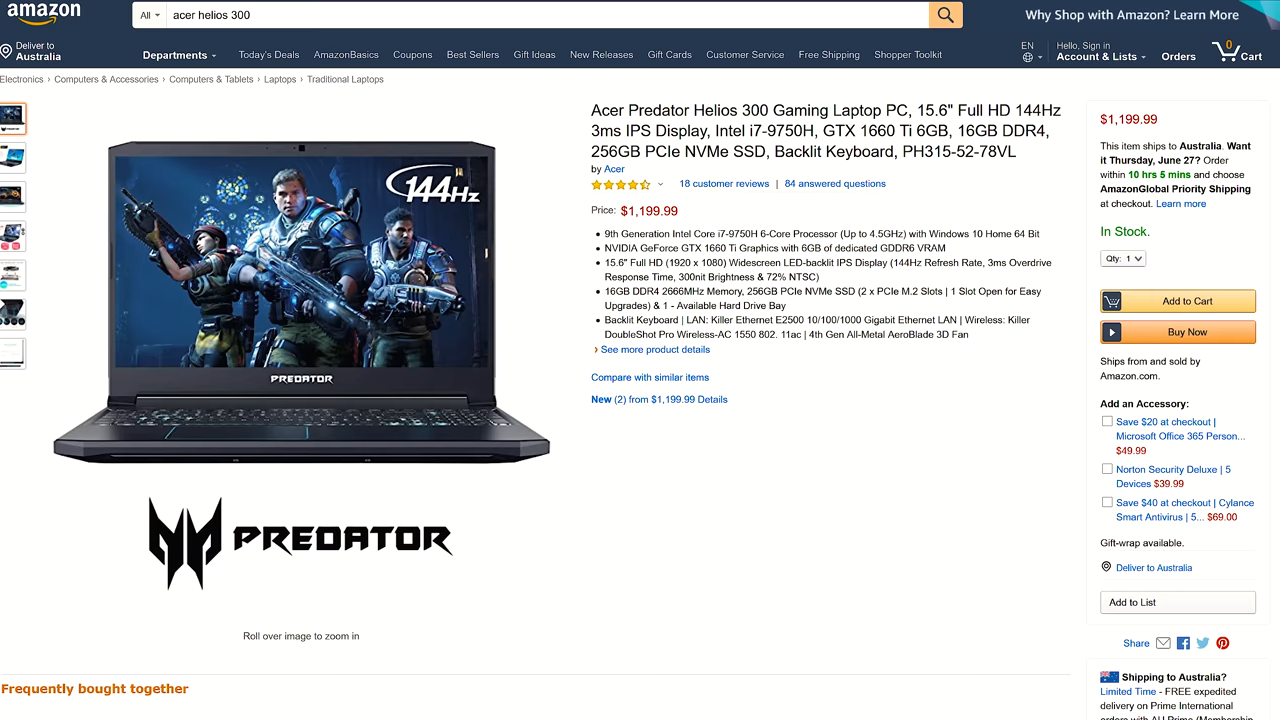 amazon
All
acer helios 300
Why Shop with Amazon? Learn More
Deliver to
Australia
Departments
Today's Deals
AmazonBasics
Coupons
Best Sellers
Gift Ideas
New Releases
Gift Cards
Customer Service
Free Shipping
Shopper Toolkit
EN
Hello, Sign in
Account & Lists
Orders
0
Cart
Electronics › Computers & Accessories › Computers & Tablets › Laptops › Traditional Laptops
144Hz
PREDATOR
PREDATOR
Roll over image to zoom in
Acer Predator Helios 300 Gaming Laptop PC, 15.6" Full HD 144Hz
3ms IPS Display, Intel i7-9750H, GTX 1660 Ti 6GB, 16GB DDR4,
256GB PCIe NVMe SSD, Backlit Keyboard, PH315-52-78VL
by Acer
18 customer reviews | 84 answered questions
Price: $1,199.99
• 9th Generation Intel Core i7-9750H 6-Core Processor (Up to 4.5GHz) with Windows 10 Home 64 Bit
• NVIDIA GeForce GTX 1660 Ti Graphics with 6GB of dedicated GDDR6 VRAM
• 15.6" Full HD (1920 x 1080) Widescreen LED-backlit IPS Display (144Hz Refresh Rate, 3ms Overdrive
Response Time, 300nit Brightness & 72% NTSC)
• 16GB DDR4 2666MHz Memory, 256GB PCIe NVMe SSD (2 x PCIe M.2 Slots | 1 Slot Open for Easy
Upgrades) & 1 - Available Hard Drive Bay
• Backlit Keyboard | LAN: Killer Ethernet E2500 10/100/1000 Gigabit Ethernet LAN | Wireless: Killer
DoubleShot Pro Wireless-AC 1550 802. 11ac | 4th Gen All-Metal AeroBlade 3D Fan
› See more product details
Compare with similar items
New (2) from $1,199.99 Details
$1,199.99
This item ships to Australia. Want
it Thursday, June 27? Order
within 10 hrs 5 mins and choose
AmazonGlobal Priority Shipping
at checkout. Learn more
In Stock.
Qty: 1
Add to Cart
Buy Now
Ships from and sold by
Amazon.com.
Add an Accessory:
Save $20 at checkout |
Microsoft Office 365 Person...
$49.99
Norton Security Deluxe | 5
Devices $39.99
Save $40 at checkout | Cylance
Smart Antivirus | 5... $69.00
Gift-wrap available.
Deliver to Australia
Add to List
Share
Shipping to Australia?
Limited Time - FREE expedited
delivery on Prime International
orders with AU Prime (Membership
Frequently bought together